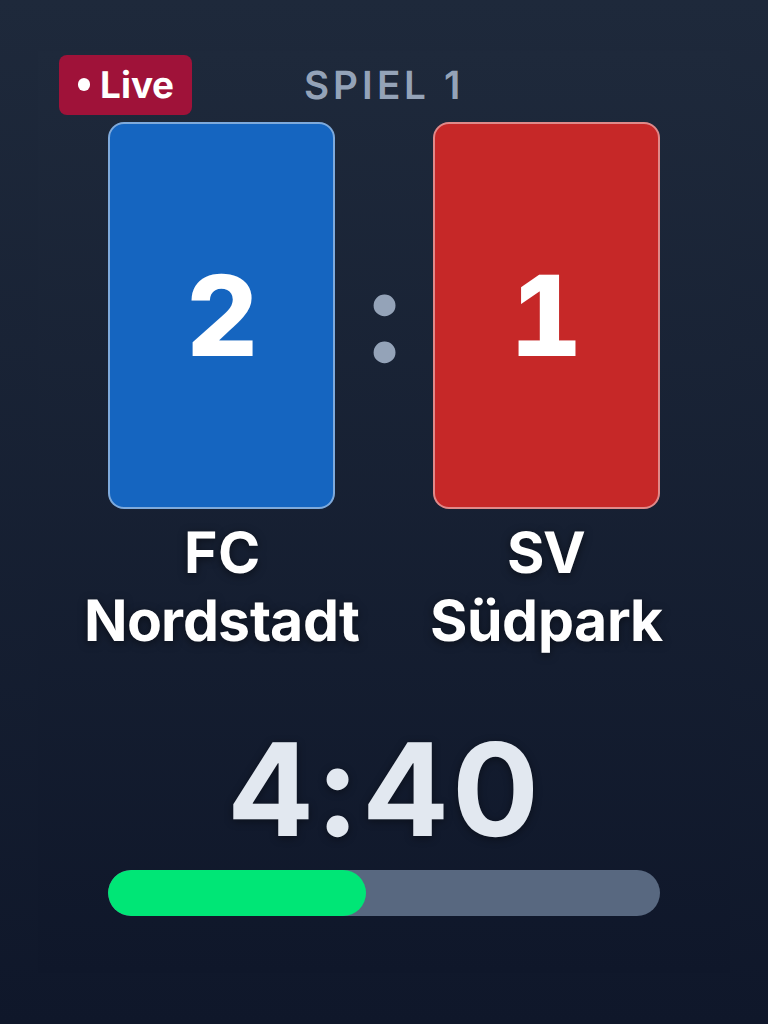 • Live
SPIEL 1
2 : 1
FC Nordstadt
SV Südpark
4:40